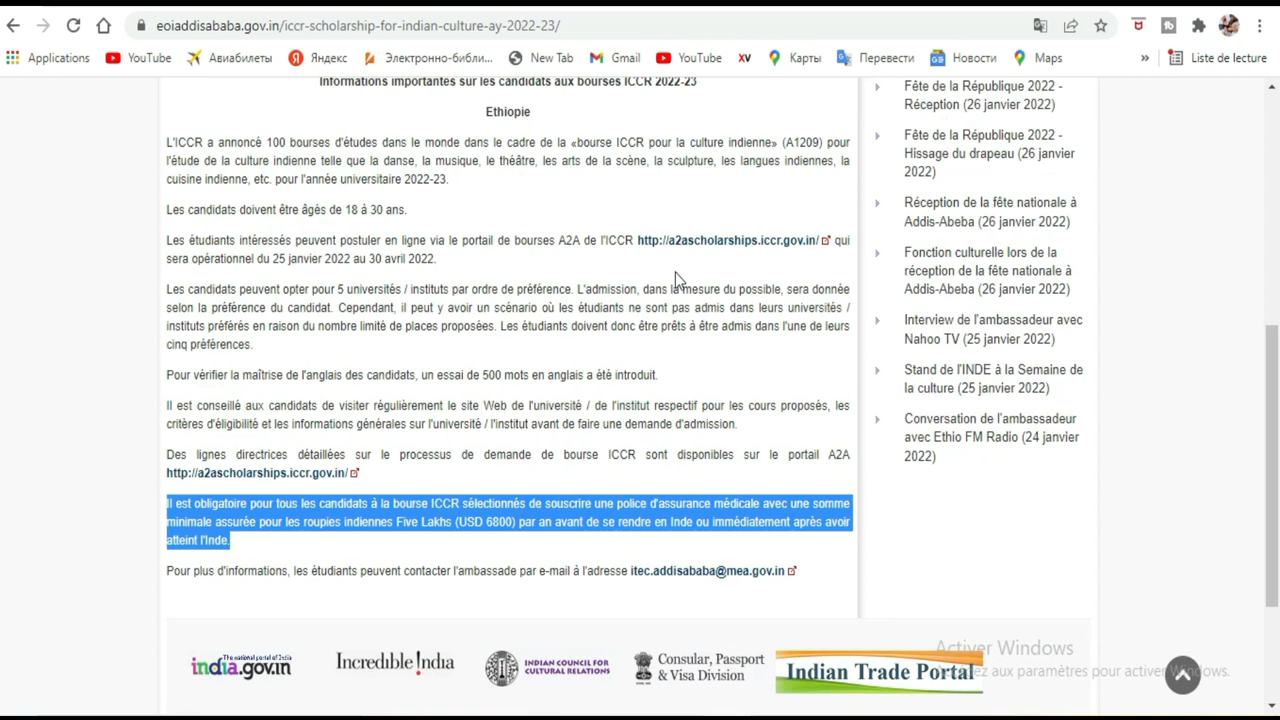 eoiaddisababa.gov.in/iccr-scholarship-for-indian-culture-ay-2022-23/
Applications YouTube Авиабилеты Яндекс Электронно-библи... New Tab Gmail YouTube XV Карты Перевести Новости Maps » Liste de lecture
Informations importantes sur les candidats aux bourses ICCR 2022-23
Ethiopie
L'ICCR a annoncé 100 bourses d'études dans le monde dans le cadre de la «bourse ICCR pour la culture indienne» (A1209) pour
l'étude de la culture indienne telle que la danse, la musique, le théâtre, les arts de la scène, la sculpture, les langues indiennes, la
cuisine indienne, etc. pour l'année universitaire 2022-23.
Les candidats doivent être âgés de 18 à 30 ans.
Les étudiants intéressés peuvent postuler en ligne via le portail de bourses A2A de l'ICCR http://a2ascholarships.iccr.gov.in/ qui
sera opérationnel du 25 janvier 2022 au 30 avril 2022.
Les candidats peuvent opter pour 5 universités / instituts par ordre de préférence. L'admission, dans la mesure du possible, sera donnée
selon la préférence du candidat. Cependant, il peut y avoir un scénario où les étudiants ne sont pas admis dans leurs universités /
instituts préférés en raison du nombre limité de places proposées. Les étudiants doivent donc être prêts à être admis dans l'une de leurs
cinq préférences.
Pour vérifier la maîtrise de l'anglais des candidats, un essai de 500 mots en anglais a été introduit.
Il est conseillé aux candidats de visiter régulièrement le site Web de l'université / de l'institut respectif pour les cours proposés, les
critères d'éligibilité et les informations générales sur l'université / l'institut avant de faire une demande d'admission.
Des lignes directrices détaillées sur le processus de demande de bourse ICCR sont disponibles sur le portail A2A
http://a2ascholarships.iccr.gov.in/
Il est obligatoire pour tous les candidats à la bourse ICCR sélectionnés de souscrire une police d'assurance médicale avec une somme
minimale assurée pour les roupies indiennes Five Lakhs (USD 6800) par an avant de se rendre en Inde ou immédiatement après avoir
atteint l'Inde.
Pour plus d'informations, les étudiants peuvent contacter l'ambassade par e-mail à l'adresse itec.addisababa@mea.gov.in
Fête de la République 2022 -
Réception (26 janvier 2022)
Fête de la République 2022 -
Hissage du drapeau (26 janvier
2022)
Réception de la fête nationale à
Addis-Abeba (26 janvier 2022)
Fonction culturelle lors de la
réception de la fête nationale à
Addis-Abeba (26 janvier 2022)
Interview de l'ambassadeur avec
Nahoo TV (25 janvier 2022)
Stand de l'INDE à la Semaine de
la culture (25 janvier 2022)
Conversation de l'ambassadeur
avec Ethio FM Radio (24 janvier
2022)
The national portal of India
india.gov.in
Incredible !ndia
INDIAN COUNCIL FOR
CULTURAL RELATIONS
Consular, Passport
& Visa Division
Indian Trade Portal
Activer Windows
aux paramètres pour activer Windows.